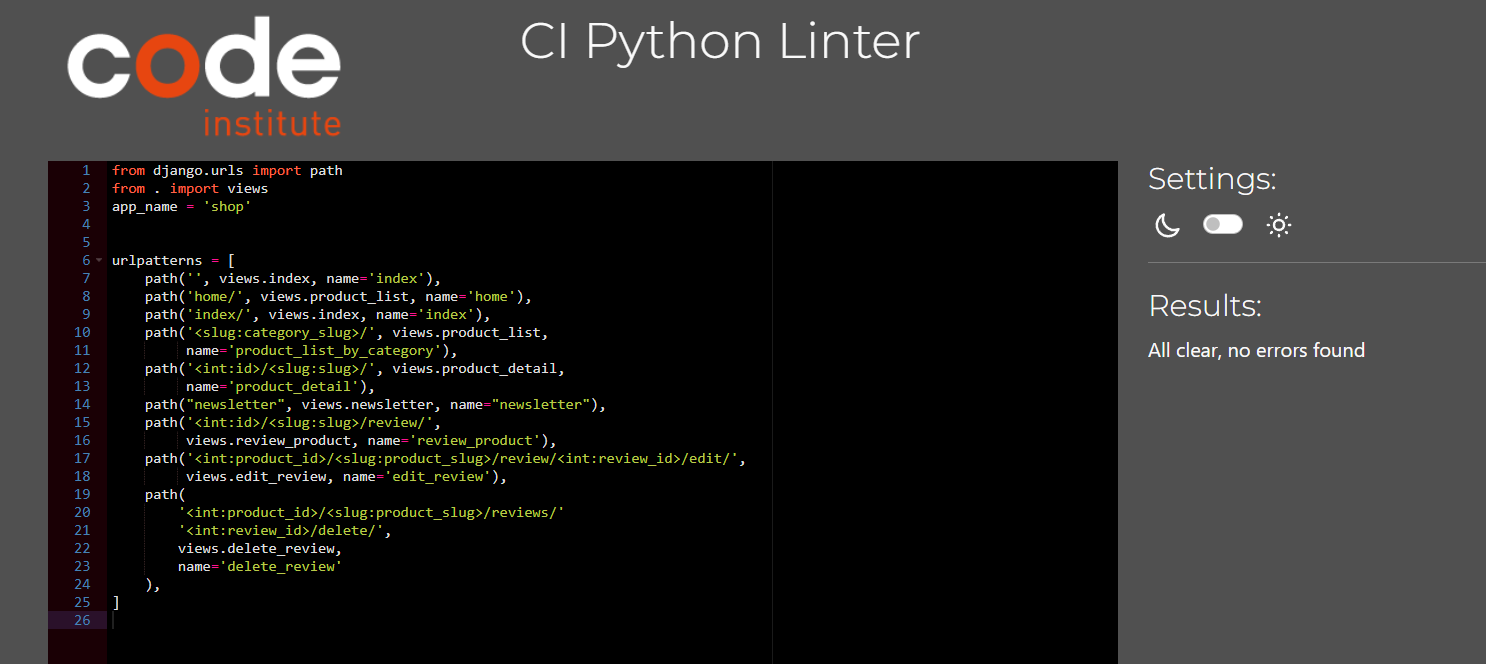 code
institute
CI Python Linter
1 from django.urls import path
2 from . import views
3 app_name = 'shop'
4
5
6 urlpatterns = [
7     path('', views.index, name='index'),
8     path('home/', views.product_list, name='home'),
9     path('index/', views.index, name='index'),
10     path('<slug:category_slug>/', views.product_list,
11          name='product_list_by_category'),
12     path('<int:id>/<slug:slug>/', views.product_detail,
13          name='product_detail'),
14     path("newsletter", views.newsletter, name="newsletter"),
15     path('<int:id>/<slug:slug>/review/',
16          views.review_product, name='review_product'),
17     path('<int:product_id>/<slug:product_slug>/review/<int:review_id>/edit/',
18          views.edit_review, name='edit_review'),
19     path(
20         '<int:product_id>/<slug:product_slug>/reviews/'
21         '<int:review_id>/delete/',
22         views.delete_review,
23         name='delete_review'
24     ),
25 ]
26
Settings:
Results:
All clear, no errors found